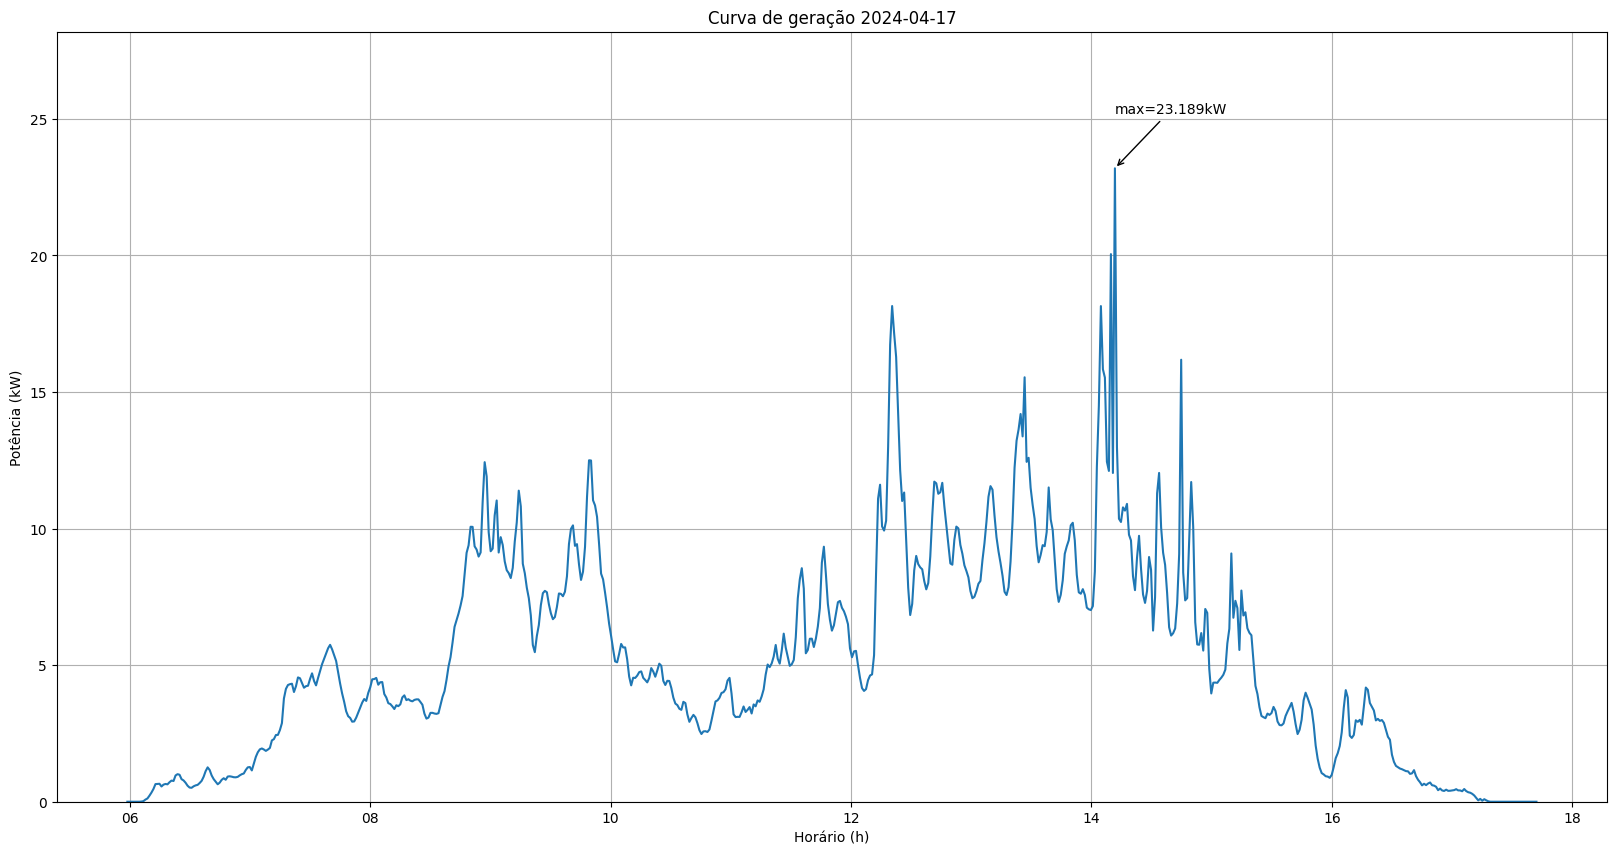 Curva de geração 2024-04-17
max=23.189kW
Potência (kW)
25
20
15
10
5
0
06 08 10 12 14 16 18
Horário (h)